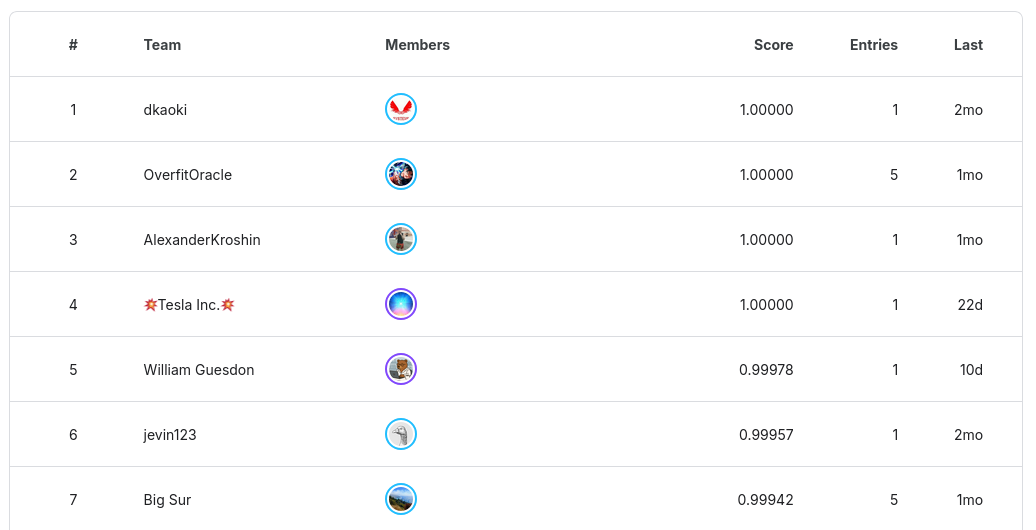 # Team Members Score Entries Last
1 dkaoki 1.00000 1 2mo
2 OverfitOracle 1.00000 5 1mo
3 AlexanderKroshin 1.00000 1 1mo
4 💥Tesla Inc.💥 1.00000 1 22d
5 William Guesdon 0.99978 1 10d
6 jevin123 0.99957 1 2mo
7 Big Sur 0.99942 5 1mo